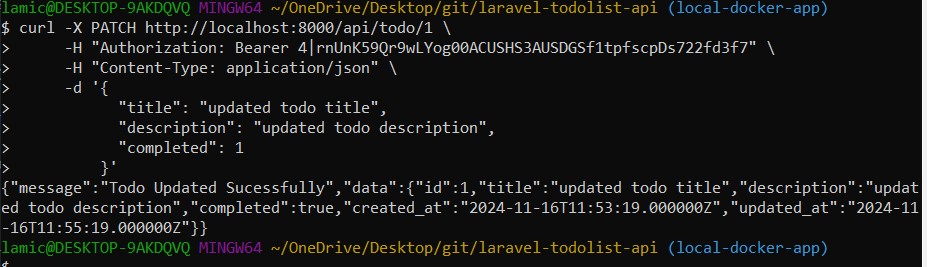 lamic@DESKTOP-9AKDQVQ MINGW64 ~/OneDrive/Desktop/git/laravel-todolist-api (local-docker-app)
$ curl -X PATCH http://localhost:8000/api/todo/1 \
>      -H "Authorization: Bearer 4|rnUnK59Qr9wLYog00ACUSHS3AUSDGSf1tpfscpDs722fd3f7" \
>      -H "Content-Type: application/json" \
>      -d '{
>            "title": "updated todo title",
>            "description": "updated todo description",
>            "completed": 1
>          }'
{"message":"Todo Updated Sucessfully","data":{"id":1,"title":"updated todo title","description":"updat
ed todo description","completed":true,"created_at":"2024-11-16T11:53:19.000000Z","updated_at":"2024-11
-16T11:55:19.000000Z"}}
lamic@DESKTOP-9AKDQVQ MINGW64 ~/OneDrive/Desktop/git/laravel-todolist-api (local-docker-app)
$